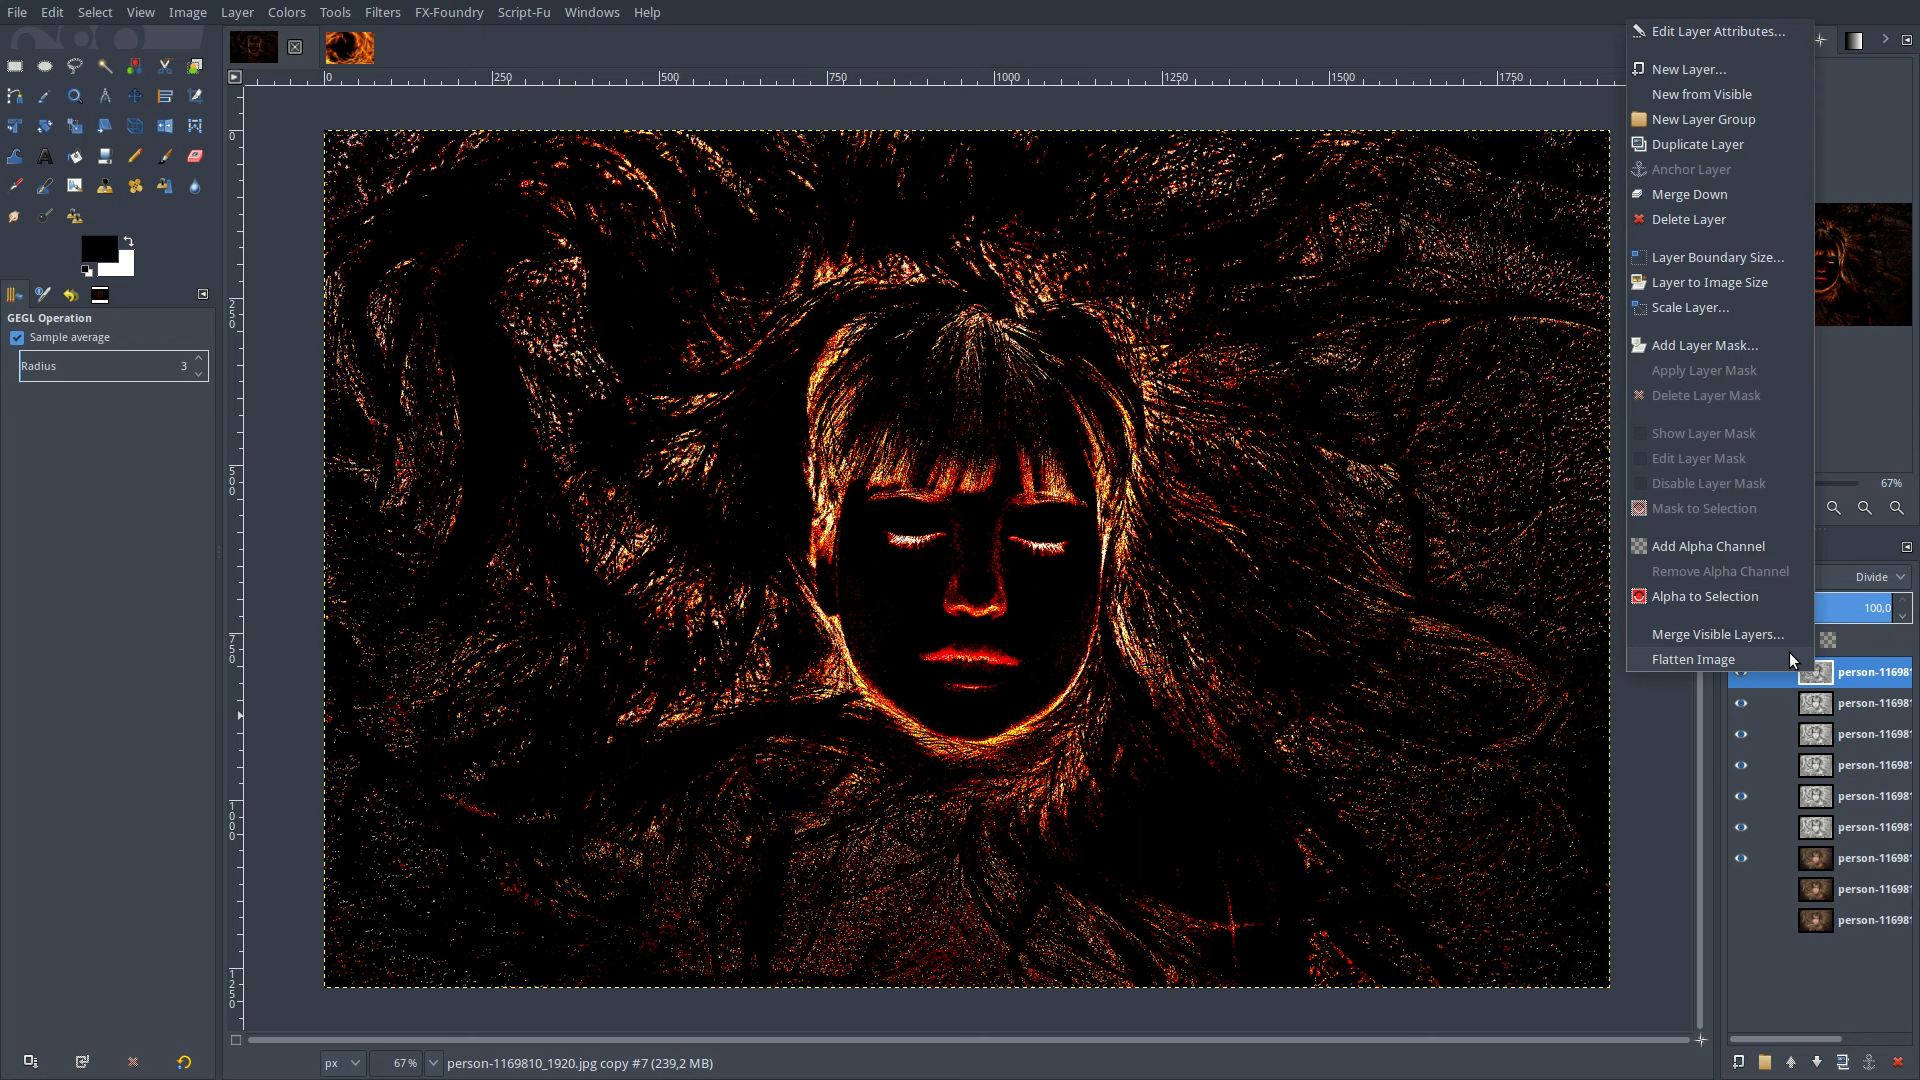 File Edit Select View Image Layer Colors Tools Filters FX-Foundry Script-Fu Windows Help
0 250 500 750 1000 1250 1500 1750
0
250
500
750
1000
1250
GEGL Operation
Sample average
Radius 3
Edit Layer Attributes...
New Layer...
New from Visible
New Layer Group
Duplicate Layer
Anchor Layer
Merge Down
Delete Layer
Layer Boundary Size...
Layer to Image Size
Scale Layer...
Add Layer Mask...
Apply Layer Mask
Delete Layer Mask
Show Layer Mask
Edit Layer Mask
Disable Layer Mask
Mask to Selection
Add Alpha Channel
Remove Alpha Channel
Alpha to Selection
Merge Visible Layers...
Flatten Image
67%
Divide
100,0
person-11698
person-11698
person-11698
person-11698
person-11698
person-11698
person-11698
person-11698
person-11698
px 67% person-1169810_1920.jpg copy #7 (239,2 MB)